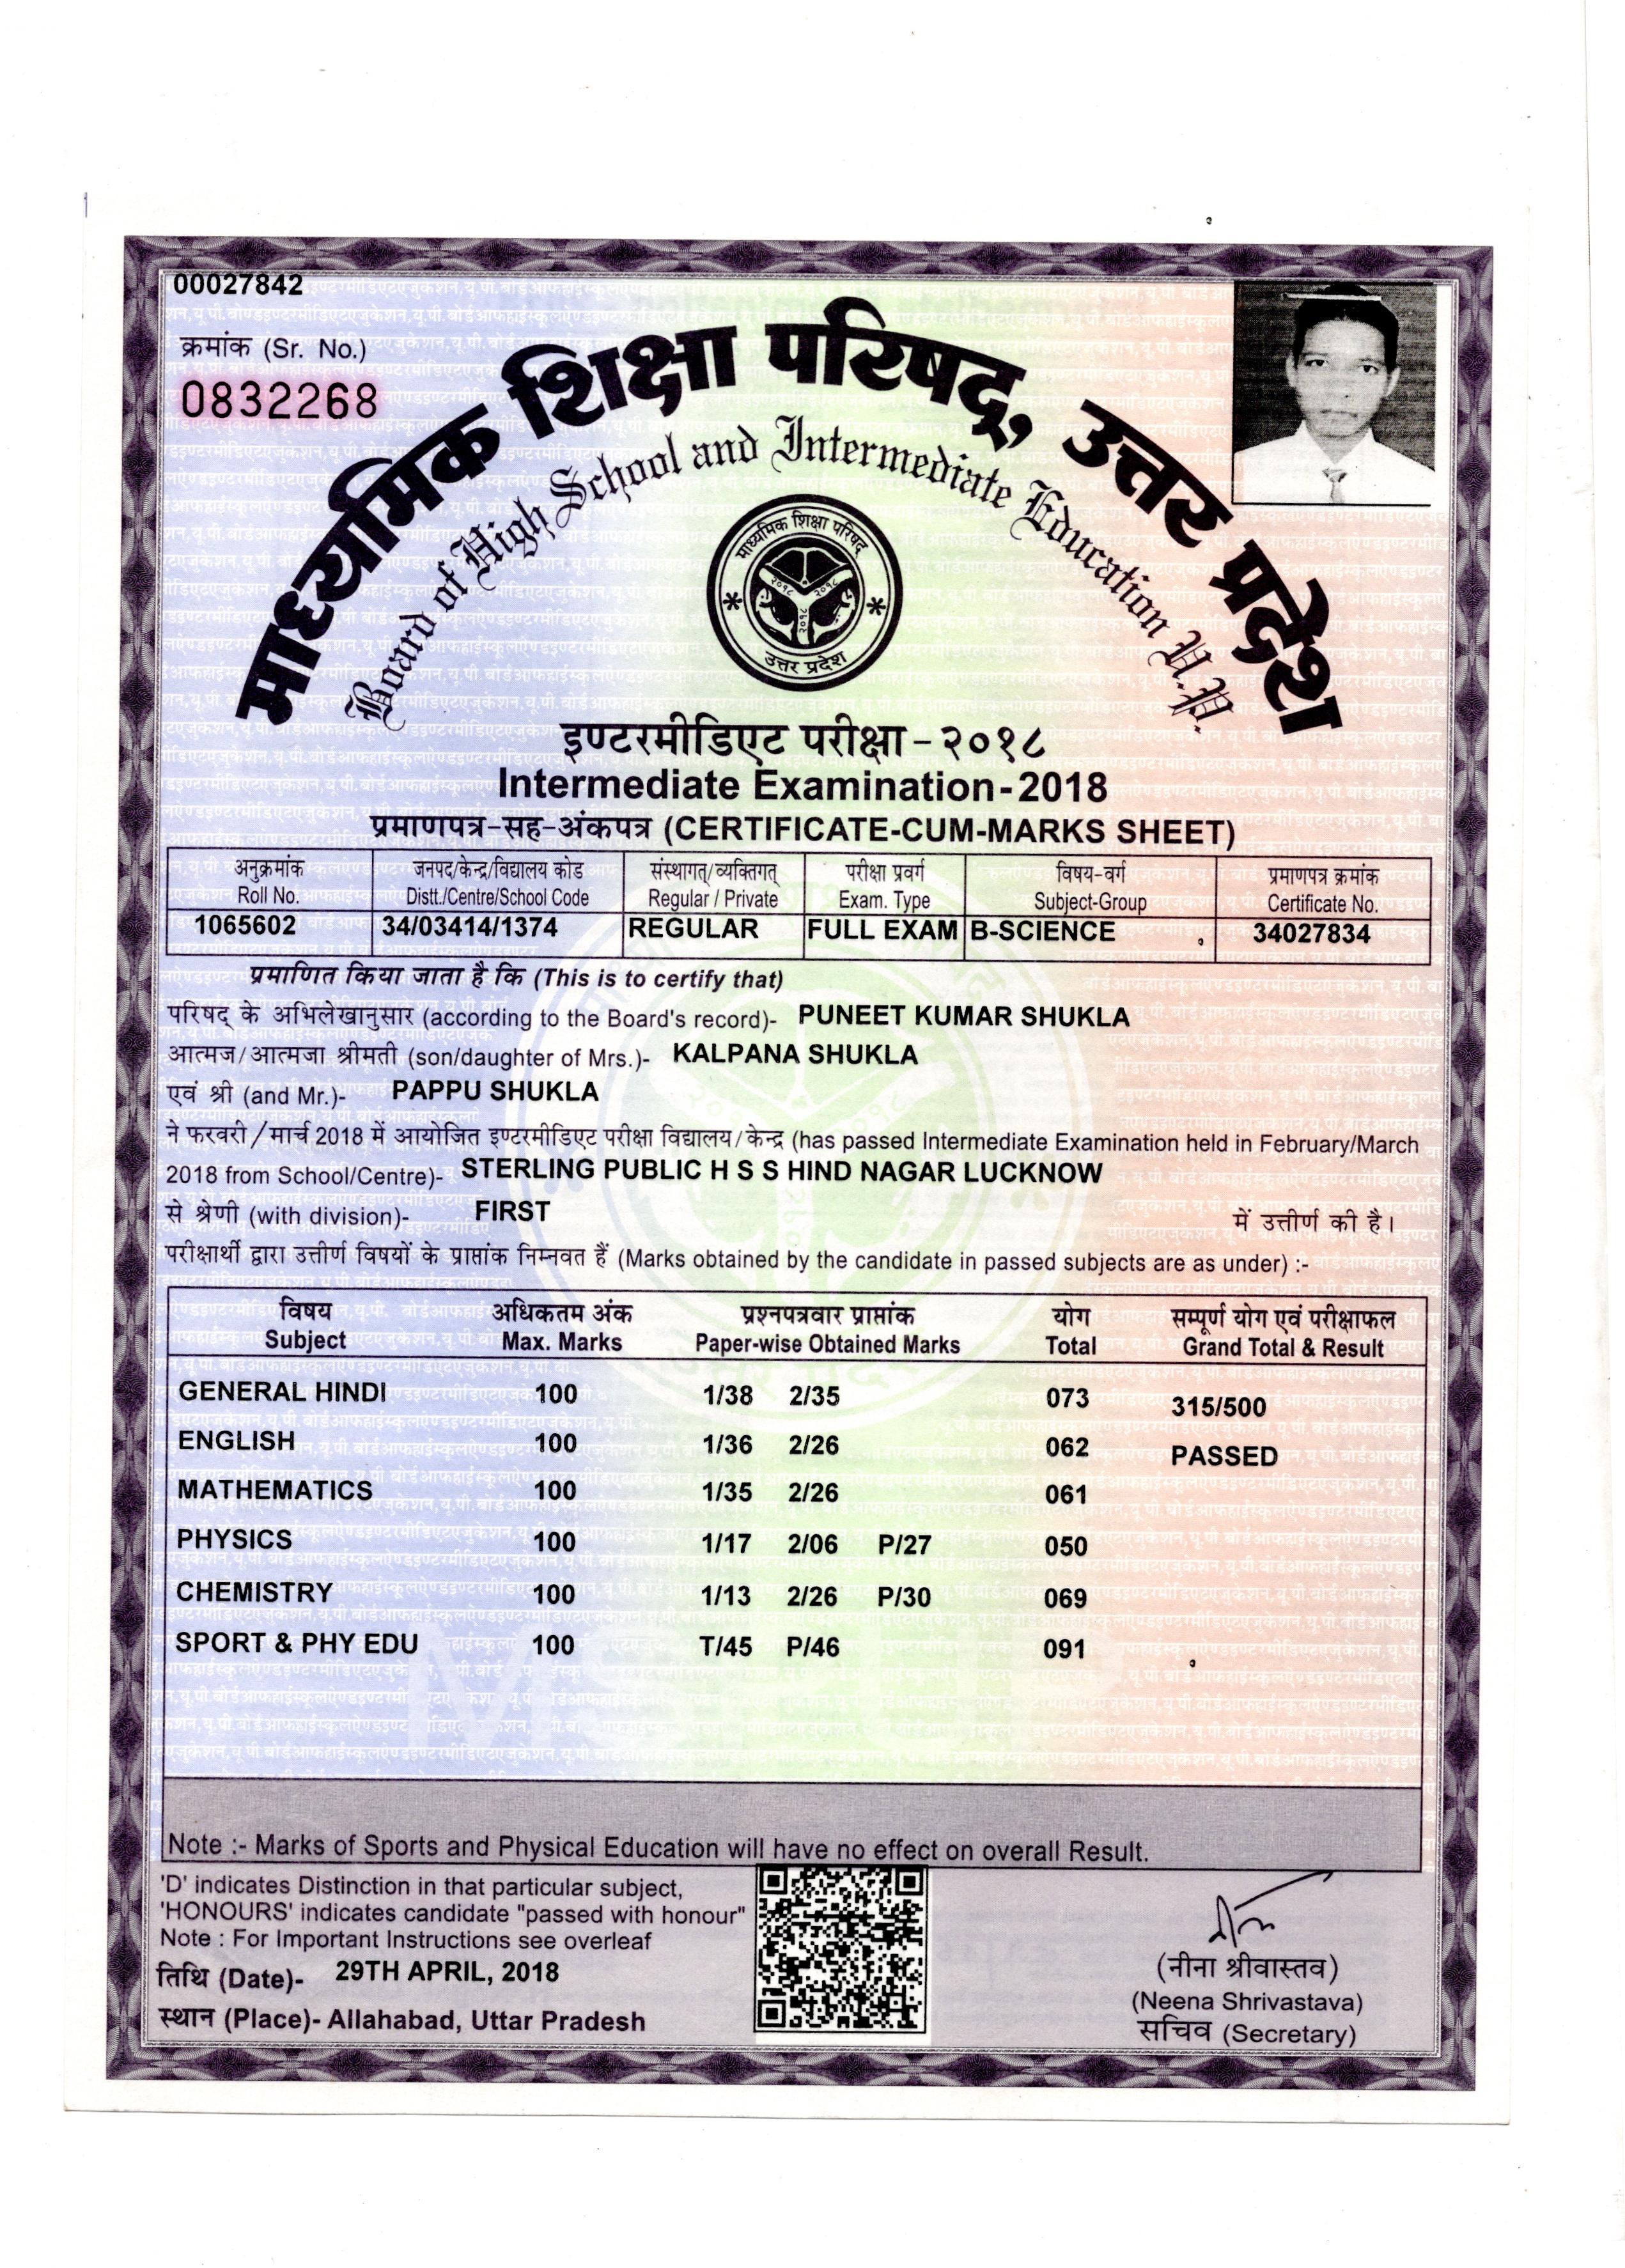 00027842
क्रमांक (Sr. No.)
0832268
माध्यमिक शिक्षा परिषद्, उत्तर प्रदेश
Board of High School and Intermediate Education U.P.
माध्यमिक शिक्षा परिषद
२०१८ २०१८
२०१८
उत्तर प्रदेश
इण्टरमीडिएट परीक्षा - २०१८
Intermediate Examination - 2018
प्रमाणपत्र-सह-अंकपत्र (CERTIFICATE-CUM-MARKS SHEET)
अनुक्रमांक जनपद/केन्द्र/विद्यालय कोड संस्थागत्/व्यक्तिगत् परीक्षा प्रवर्ग विषय-वर्ग प्रमाणपत्र क्रमांक
Roll No. Distt./Centre/School Code Regular / Private Exam. Type Subject-Group Certificate No.
1065602 34/03414/1374 REGULAR FULL EXAM B-SCIENCE 34027834
प्रमाणित किया जाता है कि (This is to certify that)
परिषद् के अभिलेखानुसार (according to the Board's record)- PUNEET KUMAR SHUKLA
आत्मज/आत्मजा श्रीमती (son/daughter of Mrs.)- KALPANA SHUKLA
एवं श्री (and Mr.)- PAPPU SHUKLA
ने फरवरी/मार्च 2018 में आयोजित इण्टरमीडिएट परीक्षा विद्यालय/केन्द्र (has passed Intermediate Examination held in February/March
2018 from School/Centre)- STERLING PUBLIC H S S HIND NAGAR LUCKNOW
से श्रेणी (with division)- FIRST में उत्तीर्ण की है।
परीक्षार्थी द्वारा उत्तीर्ण विषयों के प्राप्तांक निम्नवत हैं (Marks obtained by the candidate in passed subjects are as under) :-
विषय अधिकतम अंक प्रश्नपत्रवार प्राप्तांक योग सम्पूर्ण योग एवं परीक्षाफल
Subject Max. Marks Paper-wise Obtained Marks Total Grand Total & Result
GENERAL HINDI 100 1/38 2/35 073 315/500
ENGLISH 100 1/36 2/26 062 PASSED
MATHEMATICS 100 1/35 2/26 061
PHYSICS 100 1/17 2/06 P/27 050
CHEMISTRY 100 1/13 2/26 P/30 069
SPORT & PHY EDU 100 T/45 P/46 091
Note :- Marks of Sports and Physical Education will have no effect on overall Result.
'D' indicates Distinction in that particular subject,
'HONOURS' indicates candidate "passed with honour"
Note : For Important Instructions see overleaf
तिथि (Date)- 29TH APRIL, 2018
स्थान (Place)- Allahabad, Uttar Pradesh
(नीना श्रीवास्तव)
(Neena Shrivastava)
सचिव (Secretary)